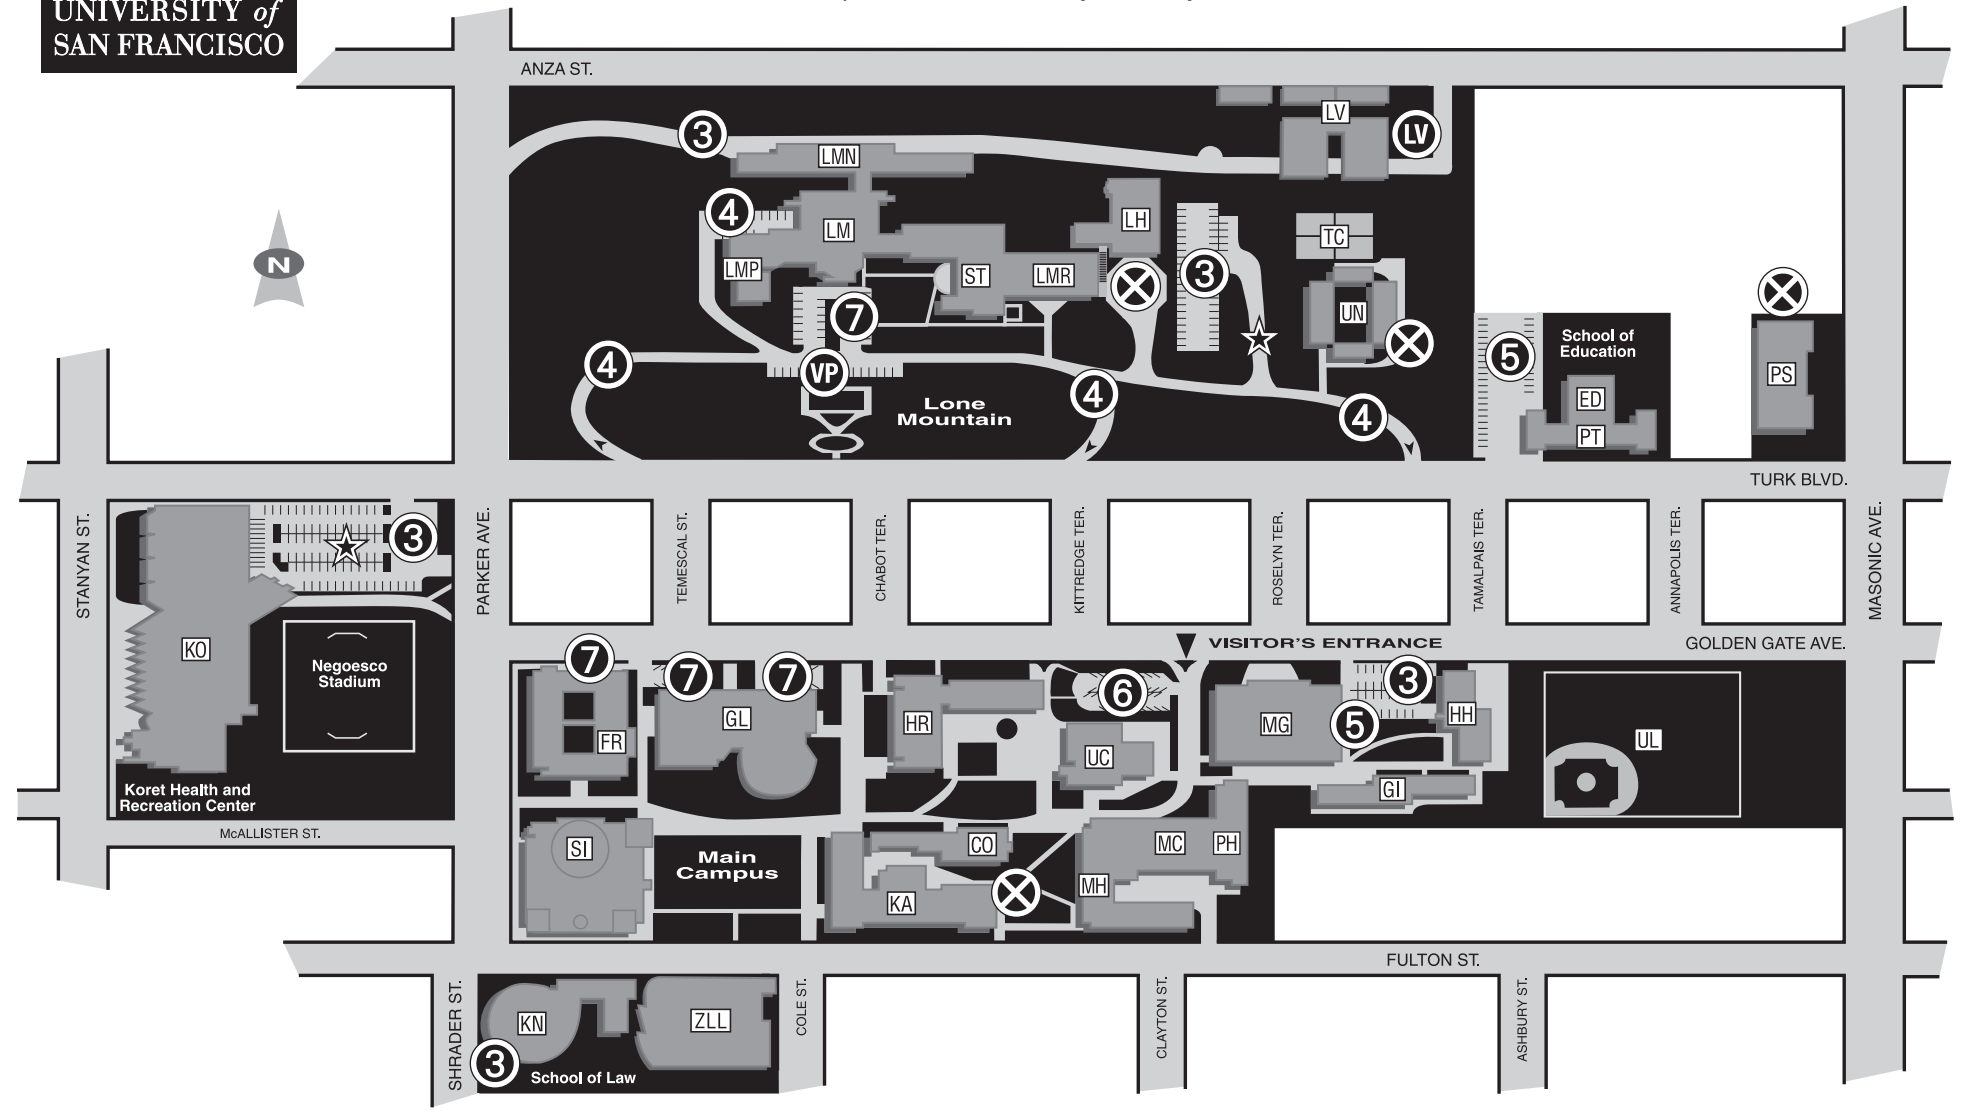 UNIVERSITY of
SAN FRANCISCO
ANZA ST.
LV
3
LV
LMN
4
LM
LH
TC
LMP
ST
LMR
3
N
7
UN
5
School of
Education
4
VP
4
PS
Lone
Mountain
ED
4
PT
TURK BLVD.
STANYAN ST.
3
PARKER AVE.
TEMESCAL ST.
CHABOT TER.
KITTREDGE TER.
ROSELYN TER.
TAMALPAIS TER.
ANNAPOLIS TER.
MASONIC AVE.
KO
Negoesco
Stadium
VISITOR'S ENTRANCE
GOLDEN GATE AVE.
7
7
7
6
3
FR
GL
HR
UC
MG
5
HH
UL
GI
Koret Health and
Recreation Center
McALLISTER ST.
SI
Main
Campus
CO
MC
PH
KA
MH
FULTON ST.
SHRADER ST.
KN
ZLL
COLE ST.
CLAYTON ST.
ASHBURY ST.
3
School of Law